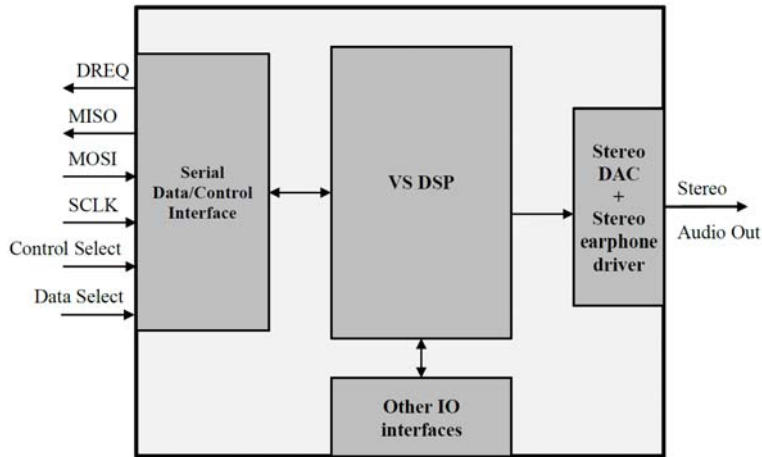 DREQ
MISO
MOSI
SCLK
Control Select
Data Select
Serial
Data/Control
Interface
VS DSP
Stereo
DAC
+
Stereo
earphone
driver
Stereo
Audio Out
Other IO
interfaces